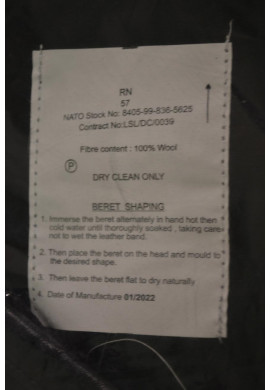 RN
57
NATO Stock No: 8405-99-836-5625
Contract No:LSL/DC/0039
Fibre content : 100% Wool
P
DRY CLEAN ONLY
BERET SHAPING
1. Immerse the beret alternately in hand hot then
cold water until thoroughly soaked , taking care
not to wet the leather band.
2. Then place the beret on the head and mould to
the desired shape.
3. Then leave the beret flat to dry naturally
4. Date of Manufacture 01/2022